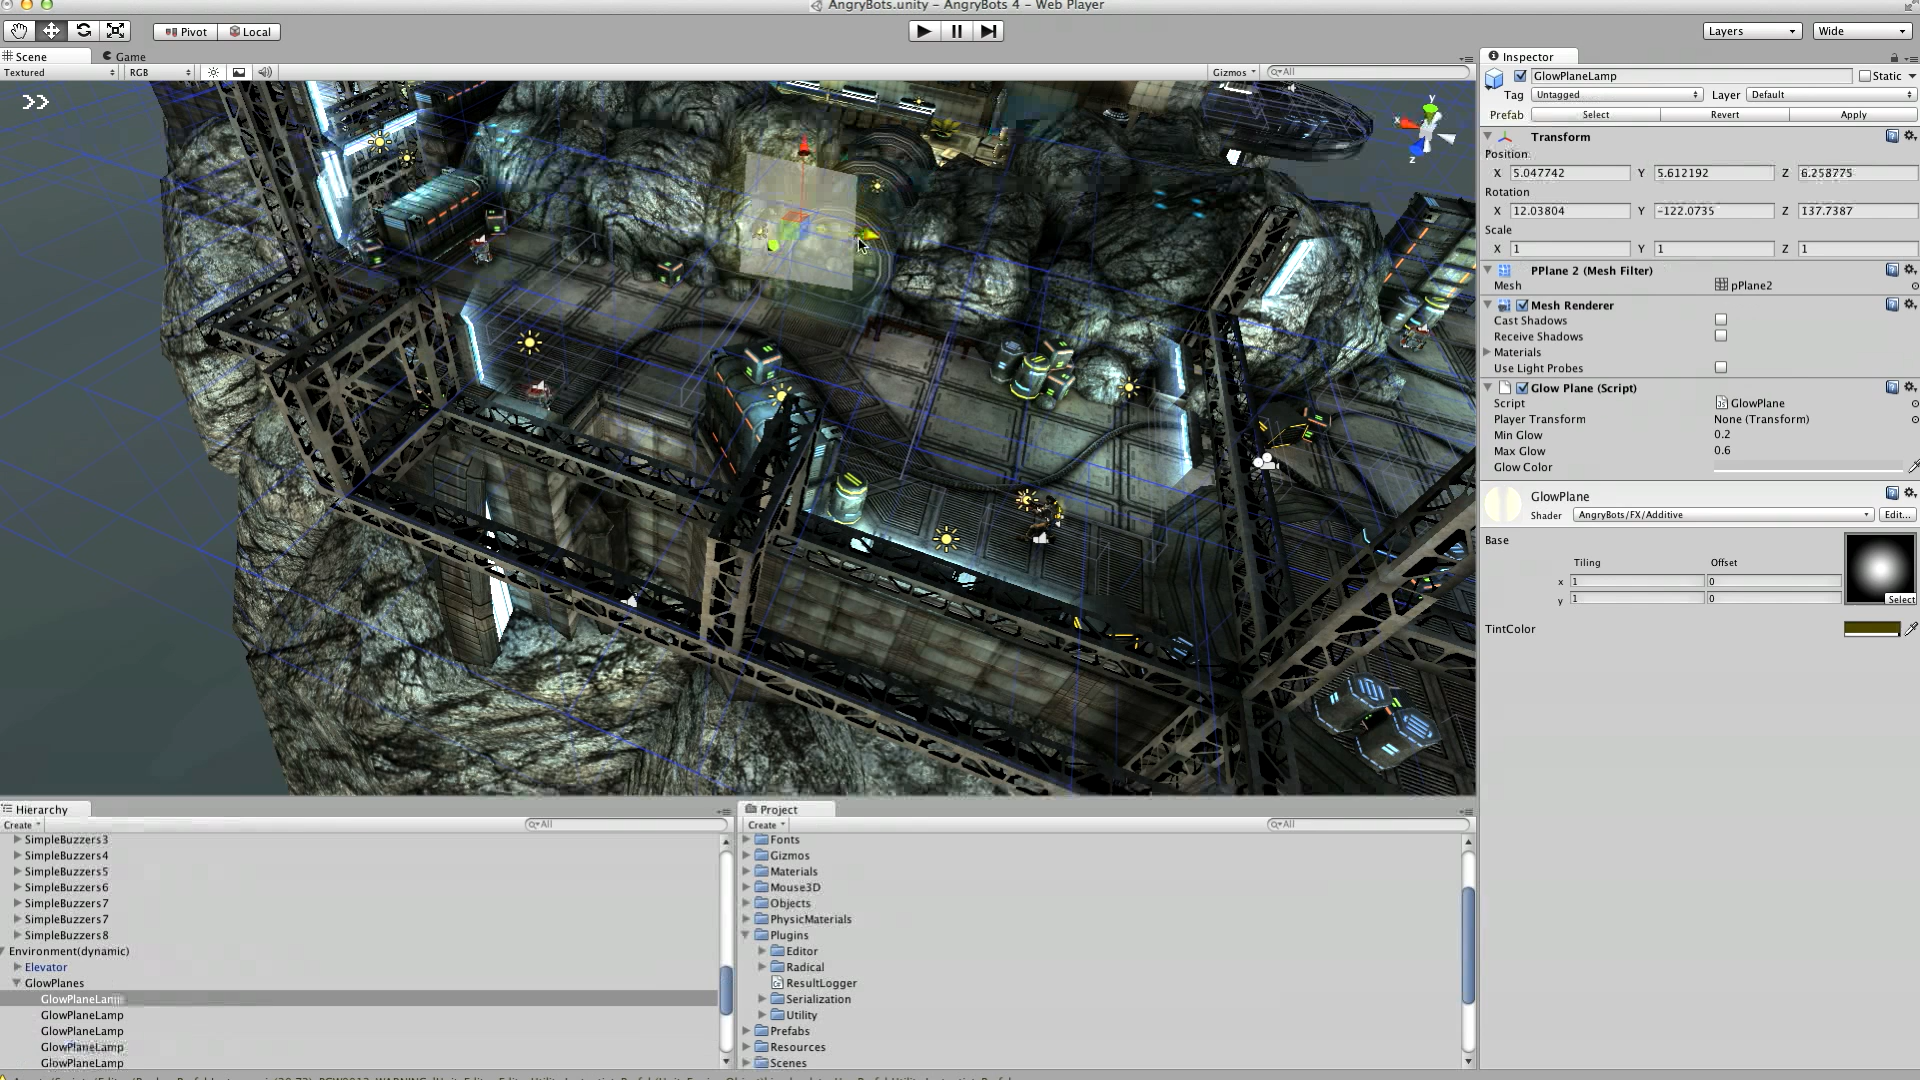 AngryBots.unity – AngryBots 4 – Web Player
Pivot Local Layers Wide
Scene Game
Textured RGB Gizmos All
>>
y
x
z
Inspector
GlowPlaneLamp Static
Tag Untagged Layer Default
Prefab Select Revert Apply
Transform
Position
X 5.047742 Y 5.612192 Z 6.258775
Rotation
X 12.03804 Y -122.0735 Z 137.7387
Scale
X 1 Y 1 Z 1
PPlane 2 (Mesh Filter)
Mesh pPlane2
Mesh Renderer
Cast Shadows
Receive Shadows
Materials
Use Light Probes
Glow Plane (Script)
Script GlowPlane
Player Transform None (Transform)
Min Glow 0.2
Max Glow 0.6
Glow Color
GlowPlane
Shader AngryBots/FX/Additive Edit...
Base
Tiling Offset
x 1 0
y 1 0
Select
TintColor
Hierarchy
Create All
SimpleBuzzers3
SimpleBuzzers4
SimpleBuzzers5
SimpleBuzzers6
SimpleBuzzers7
SimpleBuzzers7
SimpleBuzzers8
Environment(dynamic)
Elevator
GlowPlanes
GlowPlaneLamp
GlowPlaneLamp
GlowPlaneLamp
GlowPlaneLamp
GlowPlaneLamp
Project
Create All
Fonts
Gizmos
Materials
Mouse3D
Objects
PhysicMaterials
Plugins
Editor
Radical
ResultLogger
Serialization
Utility
Prefabs
Resources
Scenes